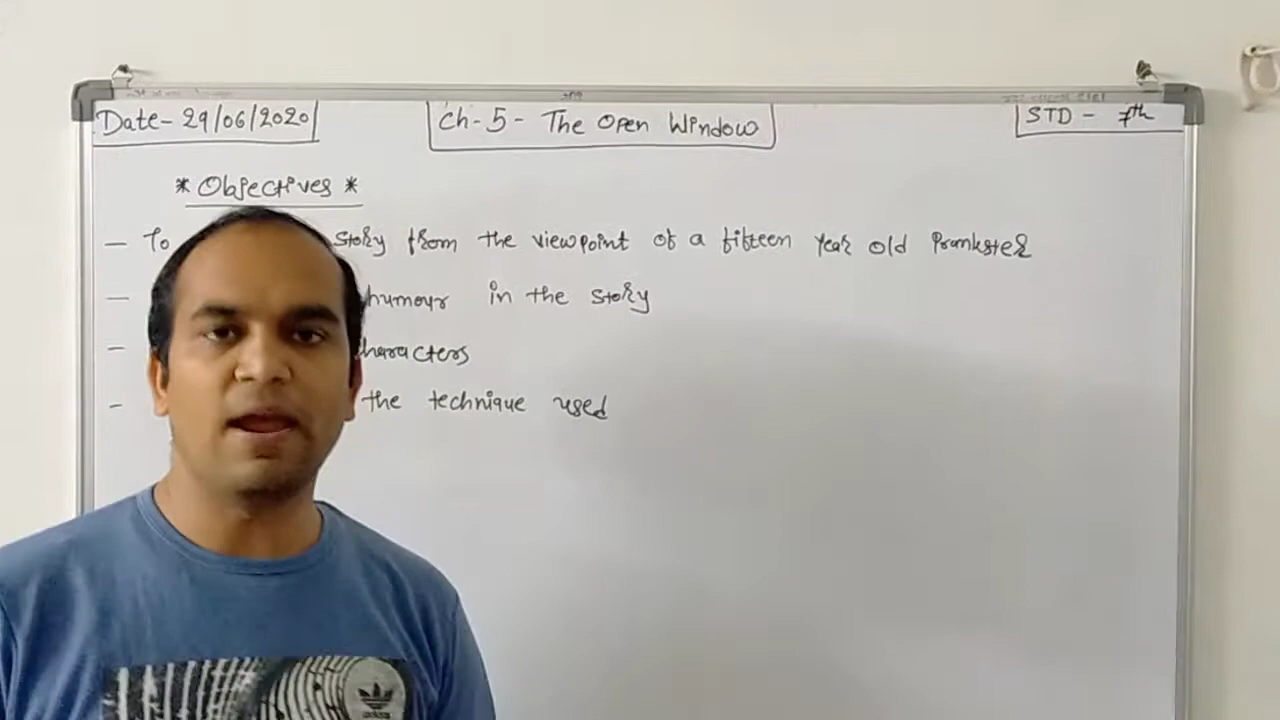 Date- 29/06/2020
Ch-5- The Open Window
STD - 7th
* Objectives *
- To story from the viewpoint of a fifteen year old Prankster
- humour in the story
- characters
- the technique used
adidas